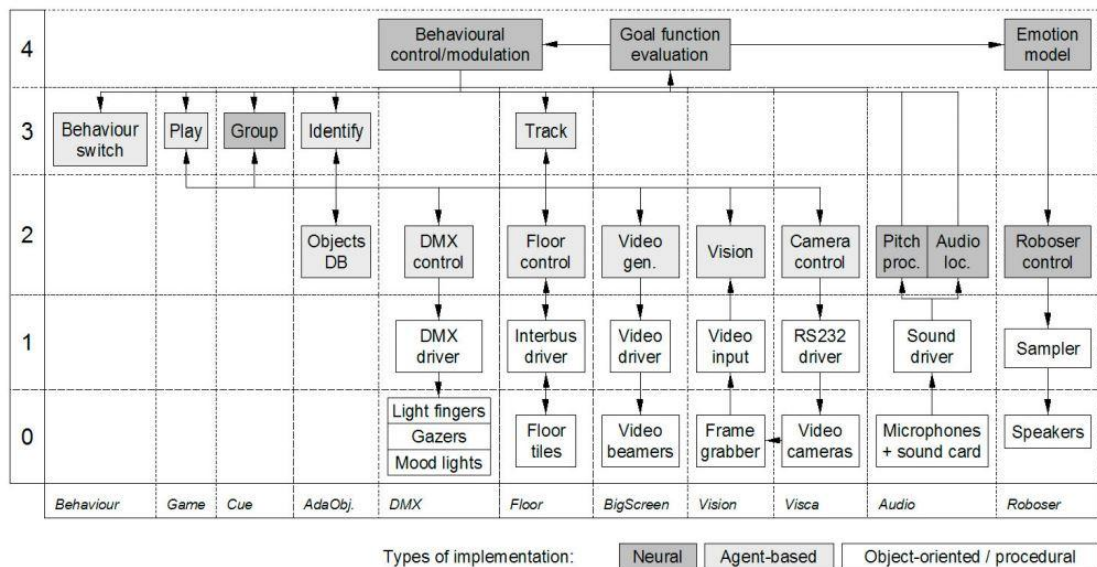 4
Behavioural
control/modulation
Goal function
evaluation
Emotion
model
3
Behaviour
switch
Play
Group
Identify
Track
2
Objects
DB
DMX
control
Floor
control
Video
gen.
Vision
Camera
control
Pitch
proc.
Audio
loc.
Roboser
control
1
DMX
driver
Interbus
driver
Video
driver
Video
input
RS232
driver
Sound
driver
Sampler
0
Light fingers
Gazers
Mood lights
Floor
tiles
Video
beamers
Frame
grabber
Video
cameras
Microphones
+ sound card
Speakers
Behaviour
Game
Cue
AdaObj.
DMX
Floor
BigScreen
Vision
Visca
Audio
Roboser
Types of implementation:
Neural
Agent-based
Object-oriented / procedural